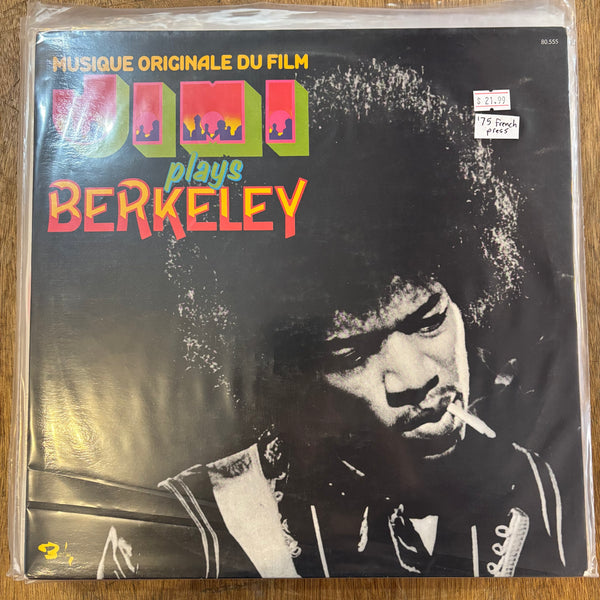 MUSIQUE ORIGINALE DU FILM
80.555
JIMI
plays
BERKELEY
$ 21.99
'75 french
press